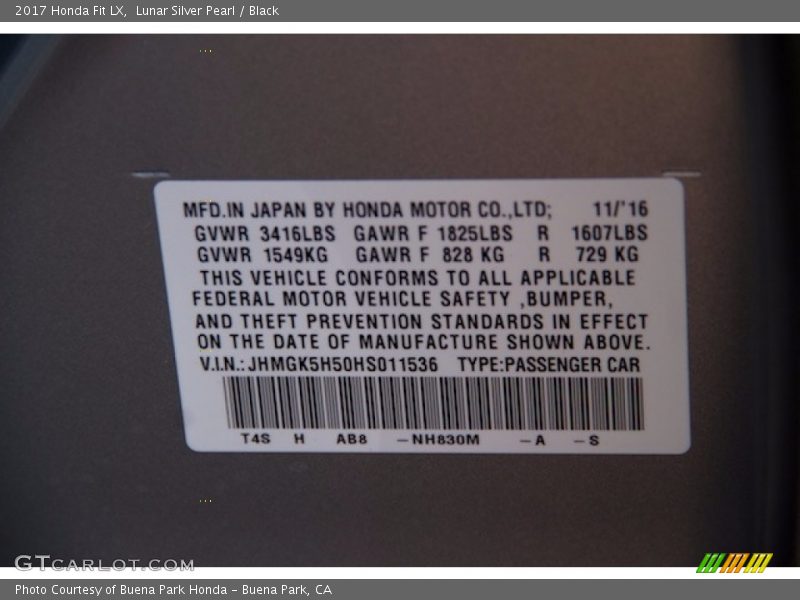 2017 Honda Fit LX,  Lunar Silver Pearl / Black
MFD.IN JAPAN BY HONDA MOTOR CO.,LTD; 11/'16
GVWR 3416LBS GAWR F 1825LBS R 1607LBS
GVWR 1549KG GAWR F 828 KG R 729 KG
THIS VEHICLE CONFORMS TO ALL APPLICABLE
FEDERAL MOTOR VEHICLE SAFETY ,BUMPER,
AND THEFT PREVENTION STANDARDS IN EFFECT
ON THE DATE OF MANUFACTURE SHOWN ABOVE.
V.I.N.: JHMGK5H50HS011536 TYPE:PASSENGER CAR
T4S H AB8 –NH830M –A –S
GTCARLOT.COM
Photo Courtesy of Buena Park Honda – Buena Park, CA